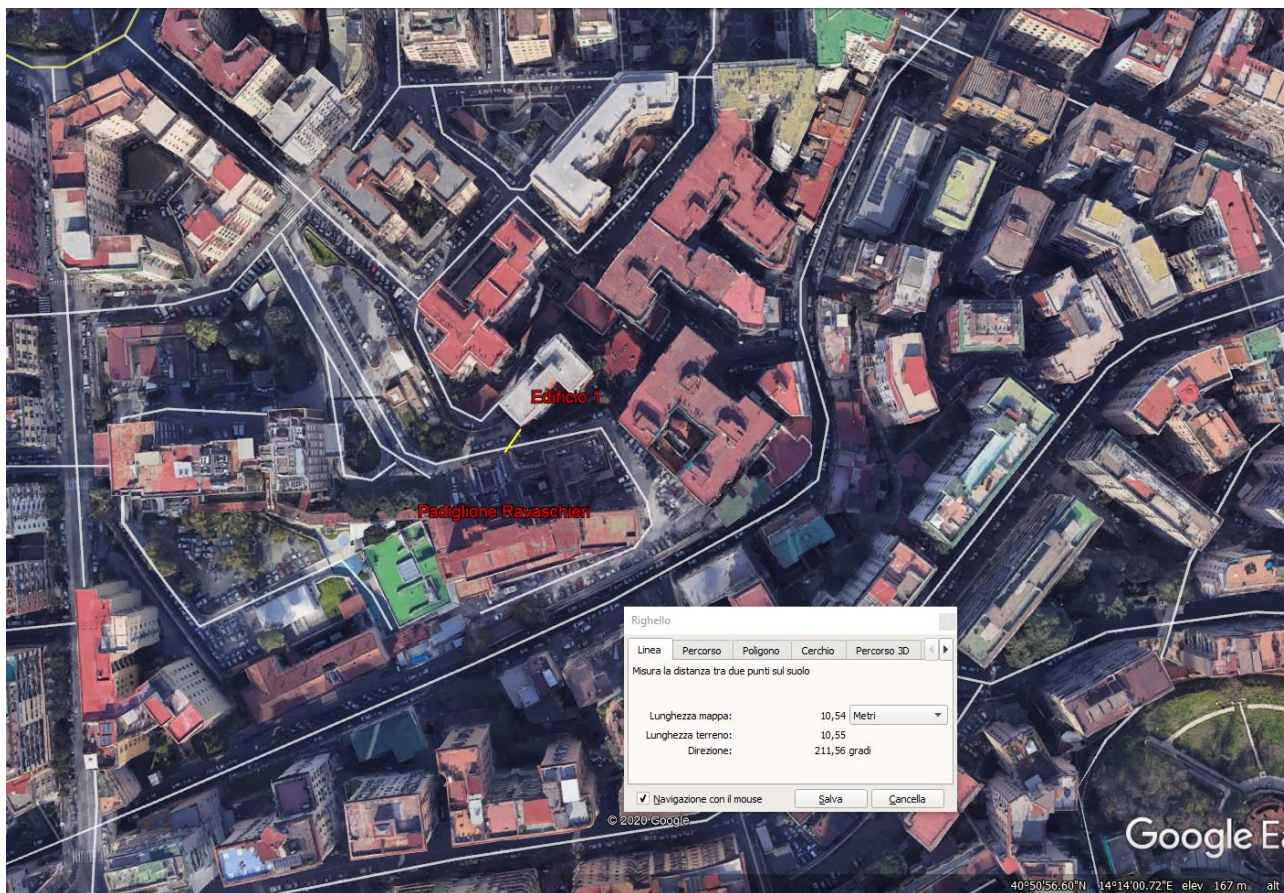 Edificio 1
Padiglione Ravaschieri
Righello
Linea Percorso Poligono Cerchio Percorso 3D
Misura la distanza tra due punti sul suolo
Lunghezza mappa: 10,54 Metri
Lunghezza terreno: 10,55
Direzione: 211,56 gradi
Navigazione con il mouse Salva Cancella
© 2020 Google
Google E
40°50'56.60"N 14°14'00.72"E elev 167 m alt